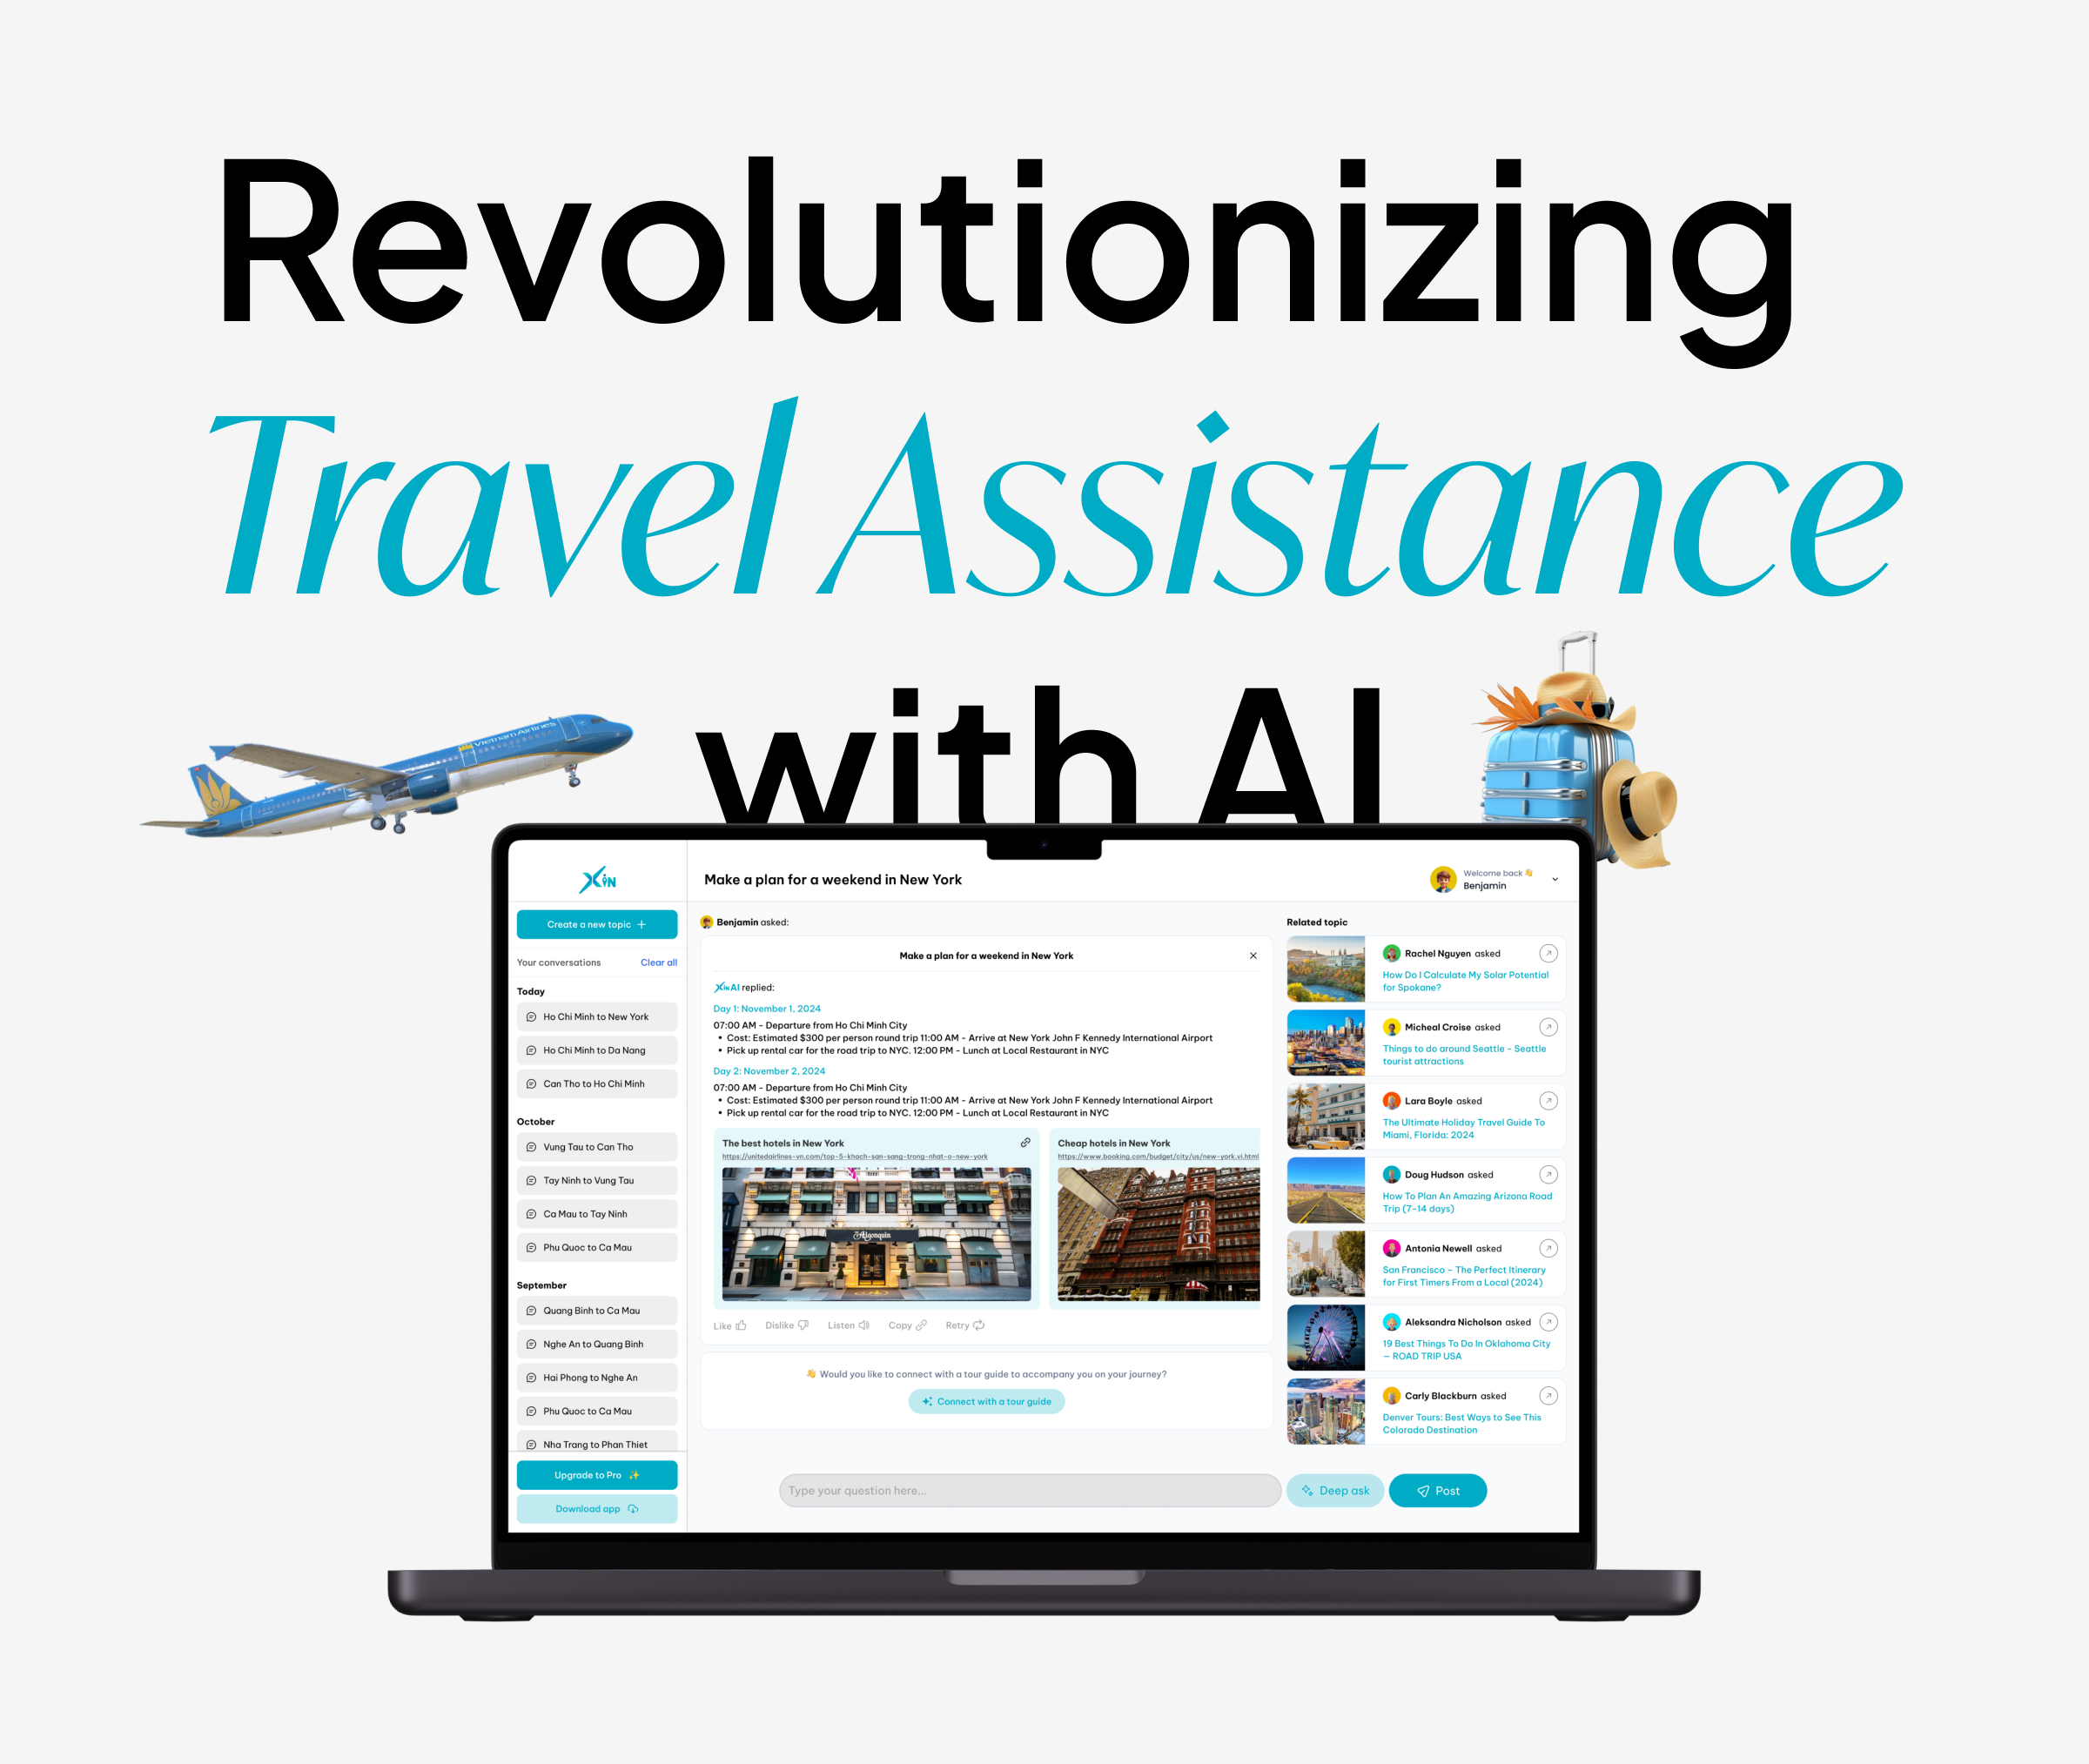 Revolutionizing
Travel Assistance
with AI
Vietnam Airlines
XiN
Create a new topic
Your conversations
Clear all
Today
Ho Chi Minh to New York
Ho Chi Minh to Da Nang
Can Tho to Ho Chi Minh
October
Vung Tau to Can Tho
Tay Ninh to Vung Tau
Ca Mau to Tay Ninh
Phu Quoc to Ca Mau
September
Quang Binh to Ca Mau
Nghe An to Quang Binh
Hai Phong to Nghe An
Phu Quoc to Ca Mau
Nha Trang to Phan Thiet
Upgrade to Pro ✨
Download app
Make a plan for a weekend in New York
Welcome back 👋
Benjamin
Benjamin asked:
Make a plan for a weekend in New York
XiN AI replied:
Day 1: November 1, 2024
07:00 AM - Departure from Ho Chi Minh City
• Cost: Estimated $300 per person round trip 11:00 AM - Arrive at New York John F Kennedy International Airport
• Pick up rental car for the road trip to NYC. 12:00 PM - Lunch at Local Restaurant in NYC
Day 2: November 2, 2024
07:00 AM - Departure from Ho Chi Minh City
• Cost: Estimated $300 per person round trip 11:00 AM - Arrive at New York John F Kennedy International Airport
• Pick up rental car for the road trip to NYC. 12:00 PM - Lunch at Local Restaurant in NYC
The best hotels in New York
https://unitedairlines-vn.com/top-5-khach-san-sang-trong-nhat-o-new-york
The Algonquin
Cheap hotels in New York
https://www.booking.com/budget/city/us/new-york.vi.html
Like
Dislike
Listen
Copy
Retry
👋 Would you like to connect with a tour guide to accompany you on your journey?
Connect with a tour guide
Related topic
Rachel Nguyen asked
How Do I Calculate My Solar Potential
for Spokane?
Micheal Croise asked
Things to do around Seattle - Seattle
tourist attractions
Lara Boyle asked
The Ultimate Holiday Travel Guide To
Miami, Florida: 2024
Doug Hudson asked
How To Plan An Amazing Arizona Road
Trip (7-14 days)
Antonia Newell asked
San Francisco – The Perfect Itinerary
for First Timers From a Local (2024)
Aleksandra Nicholson asked
19 Best Things To Do In Oklahoma City
— ROAD TRIP USA
Carly Blackburn asked
Denver Tours: Best Ways to See This
Colorado Destination
Type your question here...
Deep ask
Post